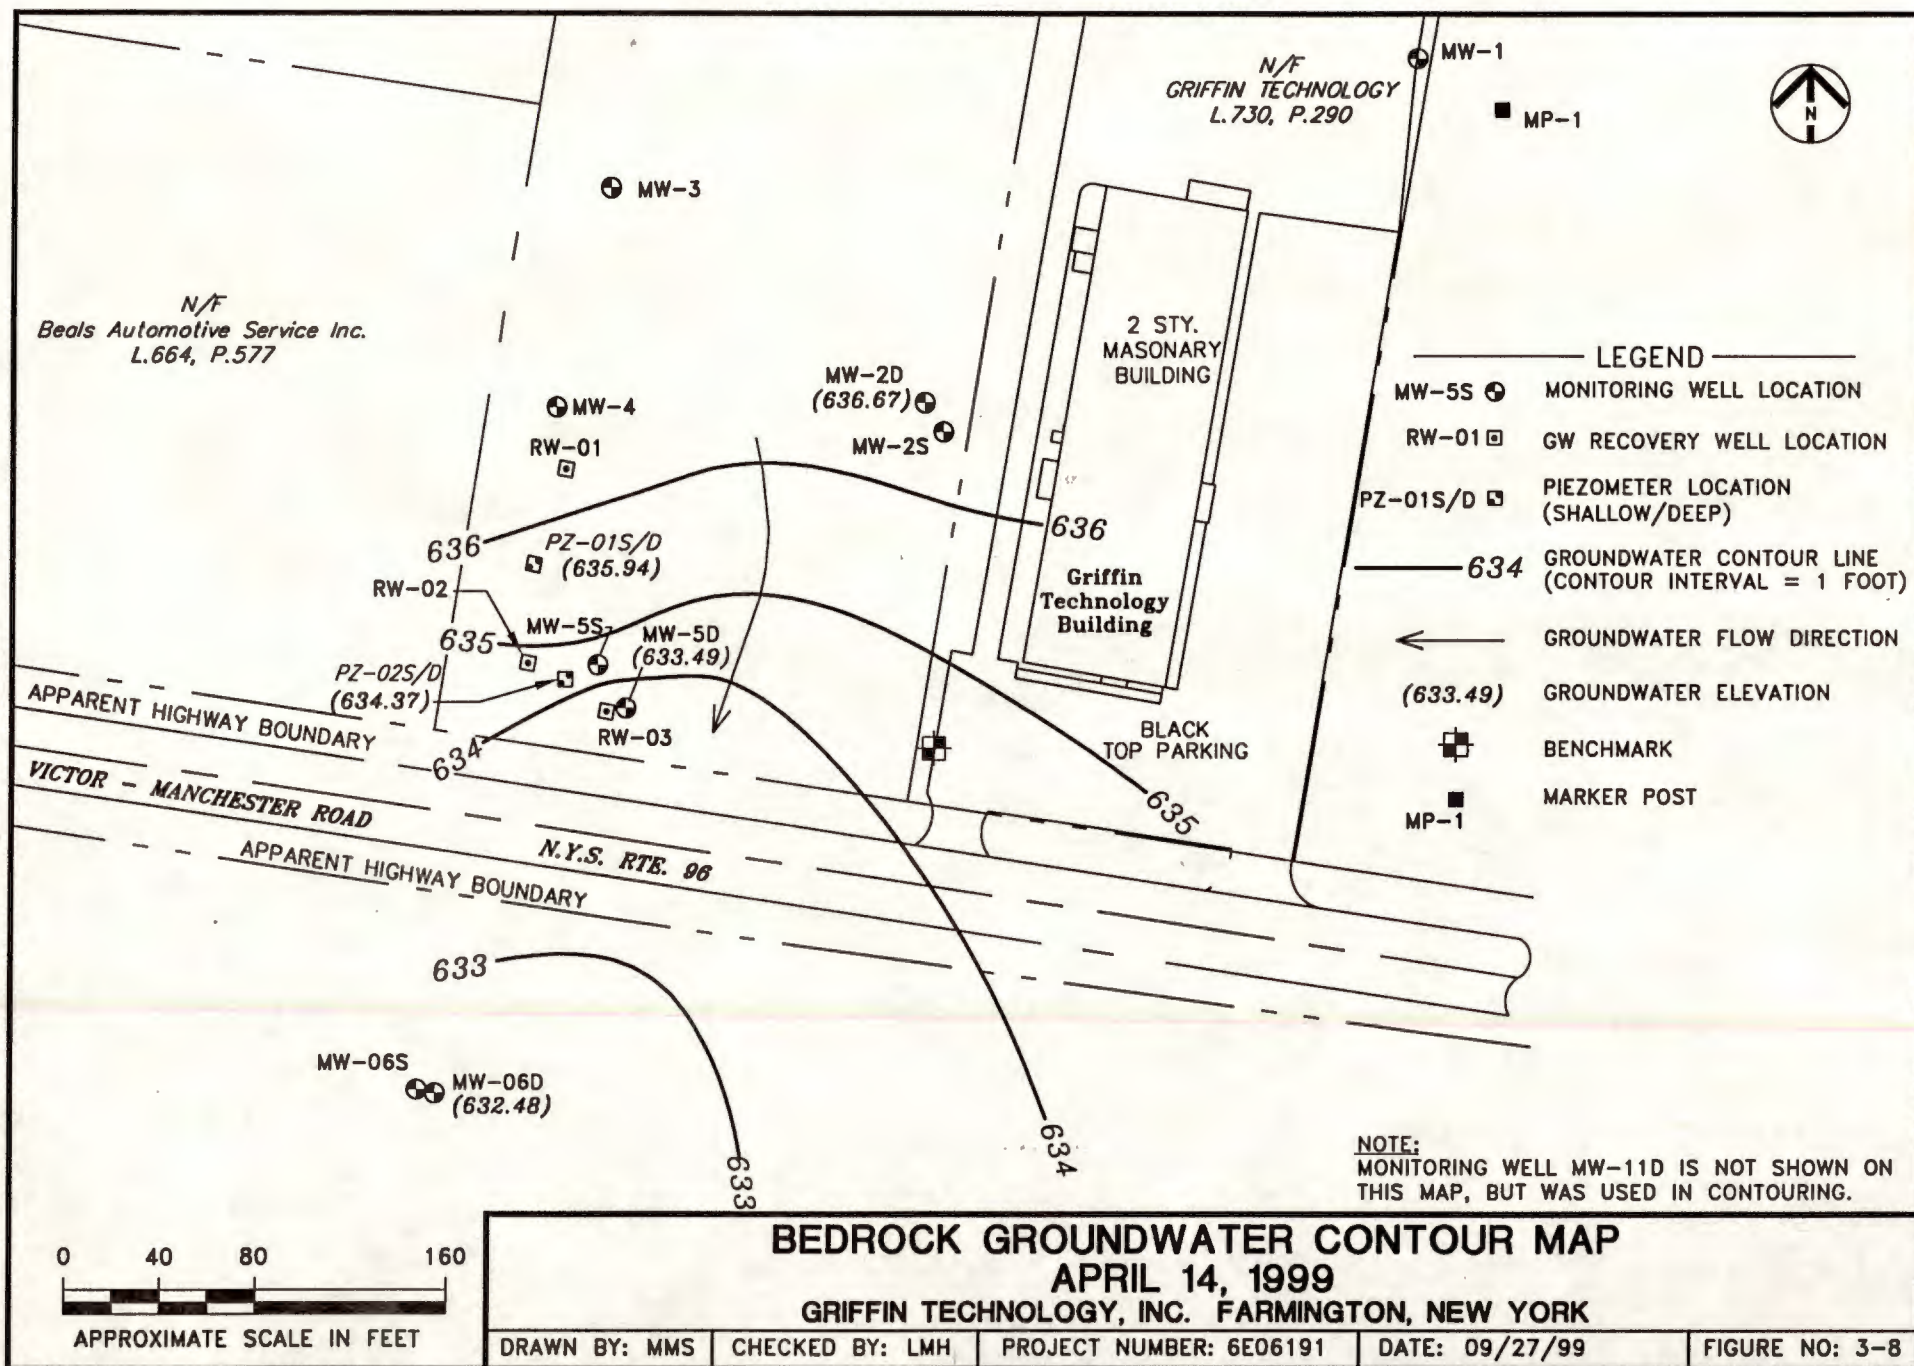 N/F
GRIFFIN TECHNOLOGY
L.730, P.290
MW-1
MP-1
N
MW-3
N/F
Beals Automotive Service Inc.
L.664, P.577
2 STY.
MASONARY
BUILDING
MW-4
RW-01
MW-2D
(636.67)
MW-2S
636
636
PZ-01S/D
(635.94)
RW-02
Griffin
Technology
Building
635
MW-5S
MW-5D
(633.49)
PZ-02S/D
(634.37)
RW-03
634
APPARENT HIGHWAY BOUNDARY
BLACK
TOP PARKING
635
VICTOR - MANCHESTER ROAD
N.Y.S. RTE. 96
APPARENT HIGHWAY BOUNDARY
633
MW-06S
MW-06D
(632.48)
633
634
LEGEND
MW-5S MONITORING WELL LOCATION
RW-01 GW RECOVERY WELL LOCATION
PZ-01S/D PIEZOMETER LOCATION
(SHALLOW/DEEP)
634 GROUNDWATER CONTOUR LINE
(CONTOUR INTERVAL = 1 FOOT)
GROUNDWATER FLOW DIRECTION
(633.49) GROUNDWATER ELEVATION
BENCHMARK
MP-1 MARKER POST
NOTE:
MONITORING WELL MW-11D IS NOT SHOWN ON
THIS MAP, BUT WAS USED IN CONTOURING.
0 40 80 160
APPROXIMATE SCALE IN FEET
BEDROCK GROUNDWATER CONTOUR MAP
APRIL 14, 1999
GRIFFIN TECHNOLOGY, INC. FARMINGTON, NEW YORK
DRAWN BY: MMS
CHECKED BY: LMH
PROJECT NUMBER: 6E06191
DATE: 09/27/99
FIGURE NO: 3-8